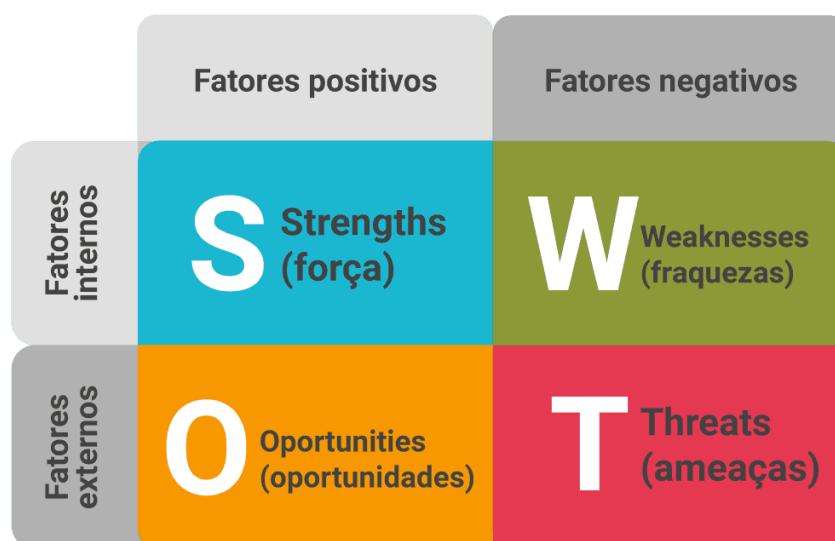 Fatores positivos
Fatores negativos
Fatores
internos
S
Strengths
(força)
W
Weaknesses
(fraquezas)
Fatores
externos
O
Oportunities
(oportunidades)
T
Threats
(ameaças)